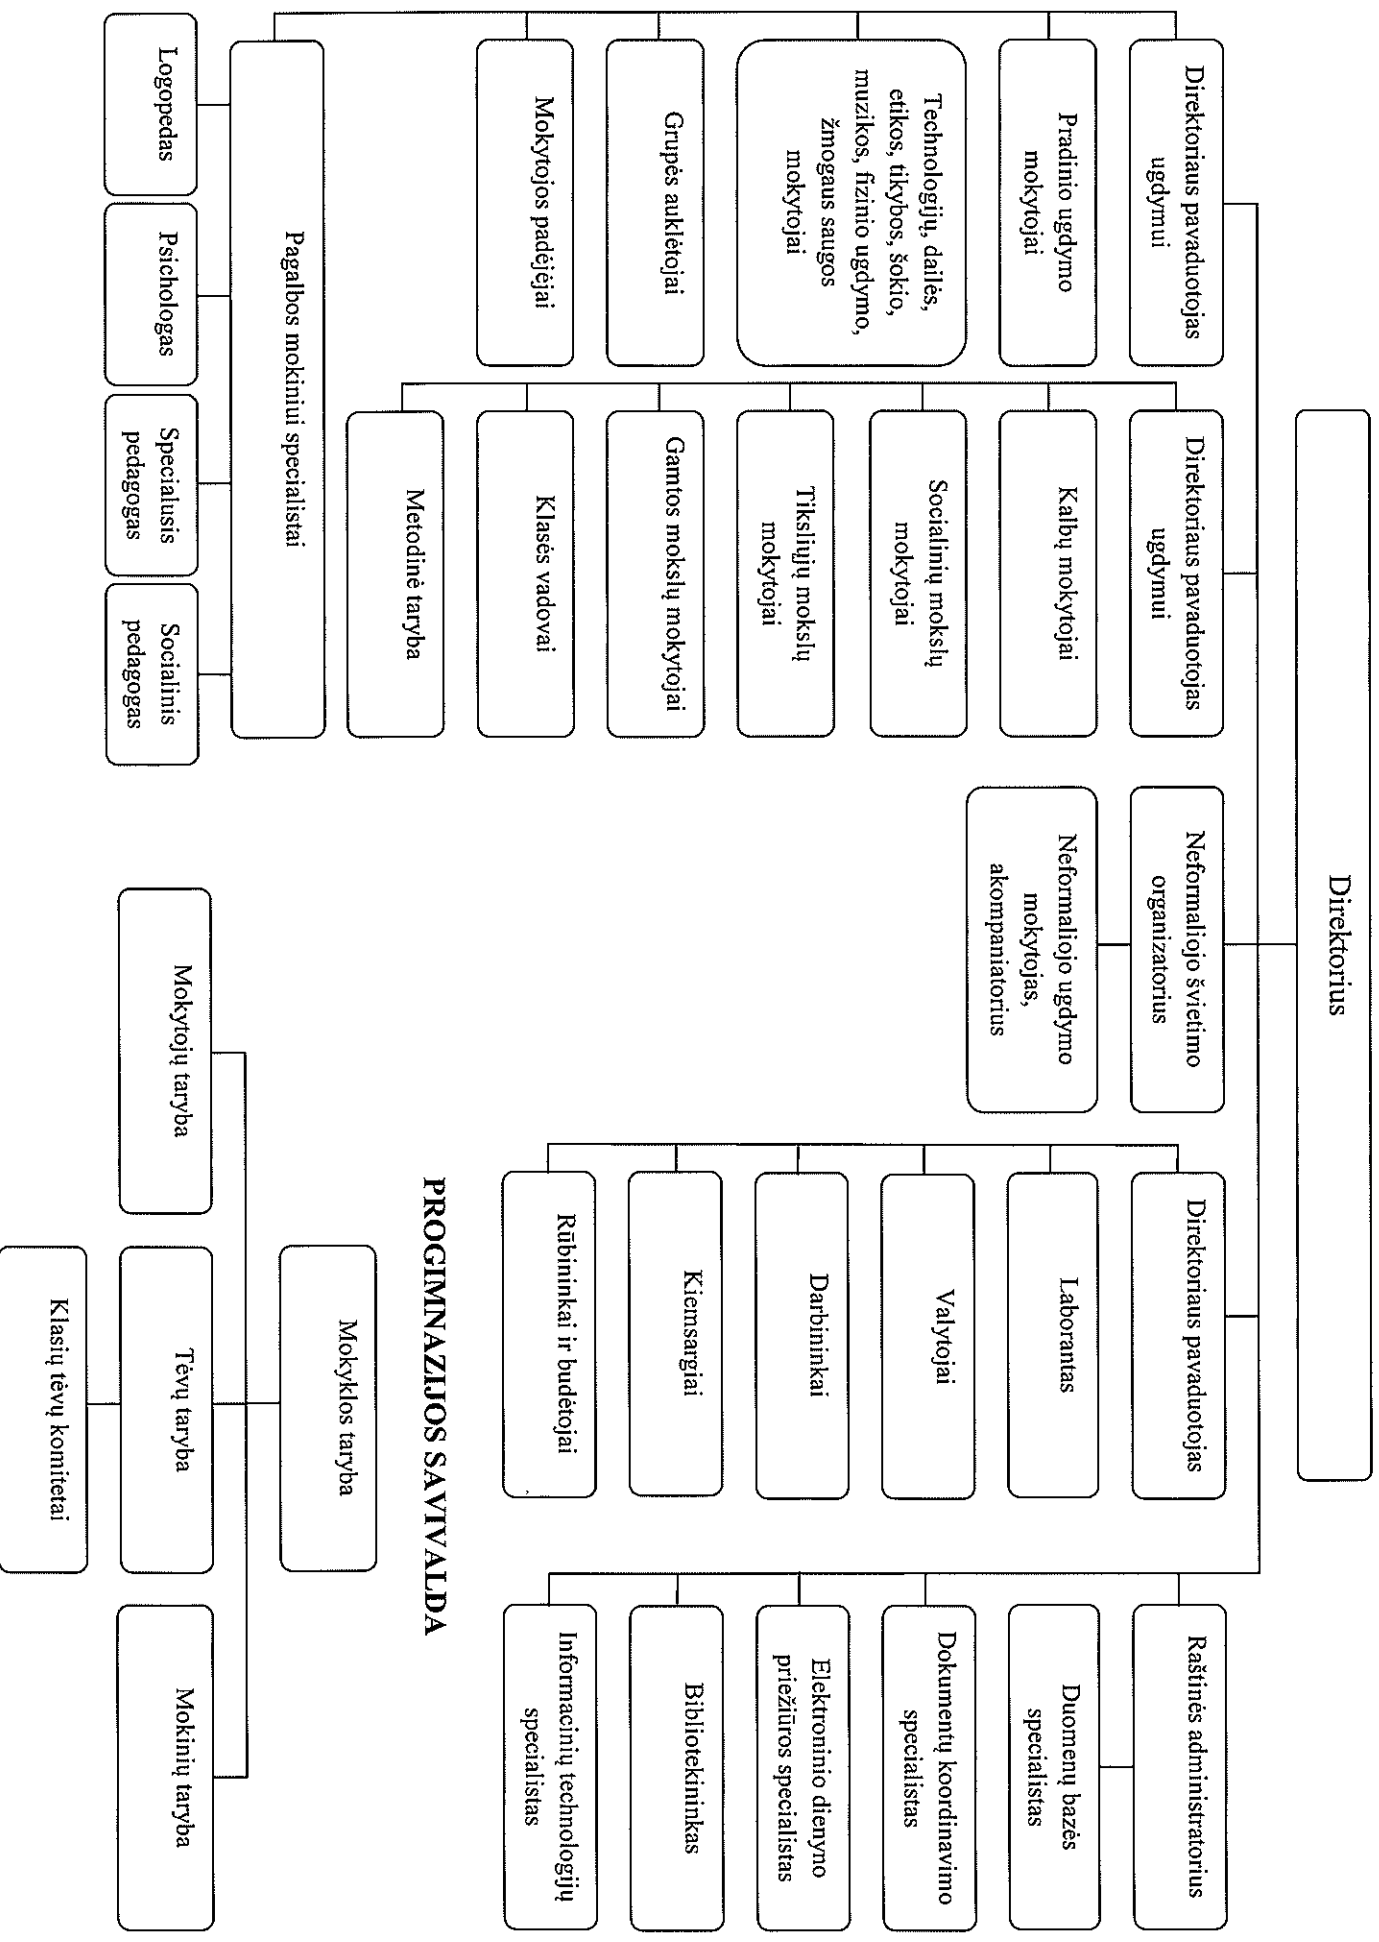 Direktorius
Direktoriaus pavaduotojas
ugdymui
Pradinio ugdymo
mokytojai
Technologijų, dailės,
etikos, tikybos, šokio,
muzikos, fizinio ugdymo,
žmogaus saugos
mokytojai
Grupės auklėtojai
Mokytojos padėjėjai
Pagalbos mokiniui specialistai
Logopedas
Psichologas
Specialusis
pedagogas
Socialinis
pedagogas
Direktoriaus pavaduotojas
ugdymui
Kalbų mokytojai
Socialinių mokslų
mokytojai
Tiksliųjų mokslų
mokytojai
Gamtos mokslų mokytojai
Klasės vadovai
Metodinė taryba
Neformaliojo švietimo
organizatorius
Neformaliojo ugdymo
mokytojas,
akompaniatorius
Direktoriaus pavaduotojas
Laborantas
Valytojai
Darbininkai
Kiemsargiai
Rūbininkai ir budėtojai
Raštinės administratorius
Duomenų bazės
specialistas
Dokumentų koordinavimo
specialistas
Elektroninio dienyno
priežiūros specialistas
Bibliotekininkas
Informacinių technologijų
specialistas
PROGIMNAZIJOS SAVIVALDA
Mokyklos taryba
Mokytojų taryba
Tėvų taryba
Mokinių taryba
Klasių tėvų komitetai